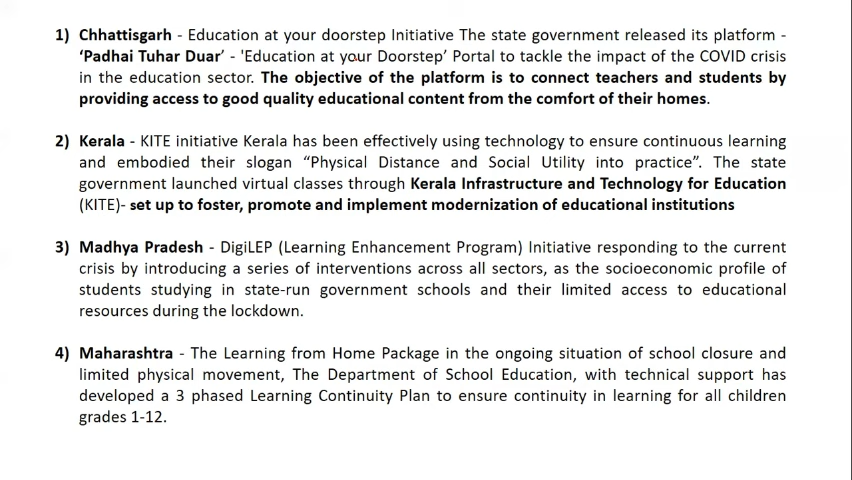 1) Chhattisgarh - Education at your doorstep Initiative The state government released its platform -
‘Padhai Tuhar Duar’ - 'Education at your Doorstep’ Portal to tackle the impact of the COVID crisis
in the education sector. The objective of the platform is to connect teachers and students by
providing access to good quality educational content from the comfort of their homes.
2) Kerala - KITE initiative Kerala has been effectively using technology to ensure continuous learning
and embodied their slogan “Physical Distance and Social Utility into practice”. The state
government launched virtual classes through Kerala Infrastructure and Technology for Education
(KITE)- set up to foster, promote and implement modernization of educational institutions
3) Madhya Pradesh - DigiLEP (Learning Enhancement Program) Initiative responding to the current
crisis by introducing a series of interventions across all sectors, as the socioeconomic profile of
students studying in state-run government schools and their limited access to educational
resources during the lockdown.
4) Maharashtra - The Learning from Home Package in the ongoing situation of school closure and
limited physical movement, The Department of School Education, with technical support has
developed a 3 phased Learning Continuity Plan to ensure continuity in learning for all children
grades 1-12.